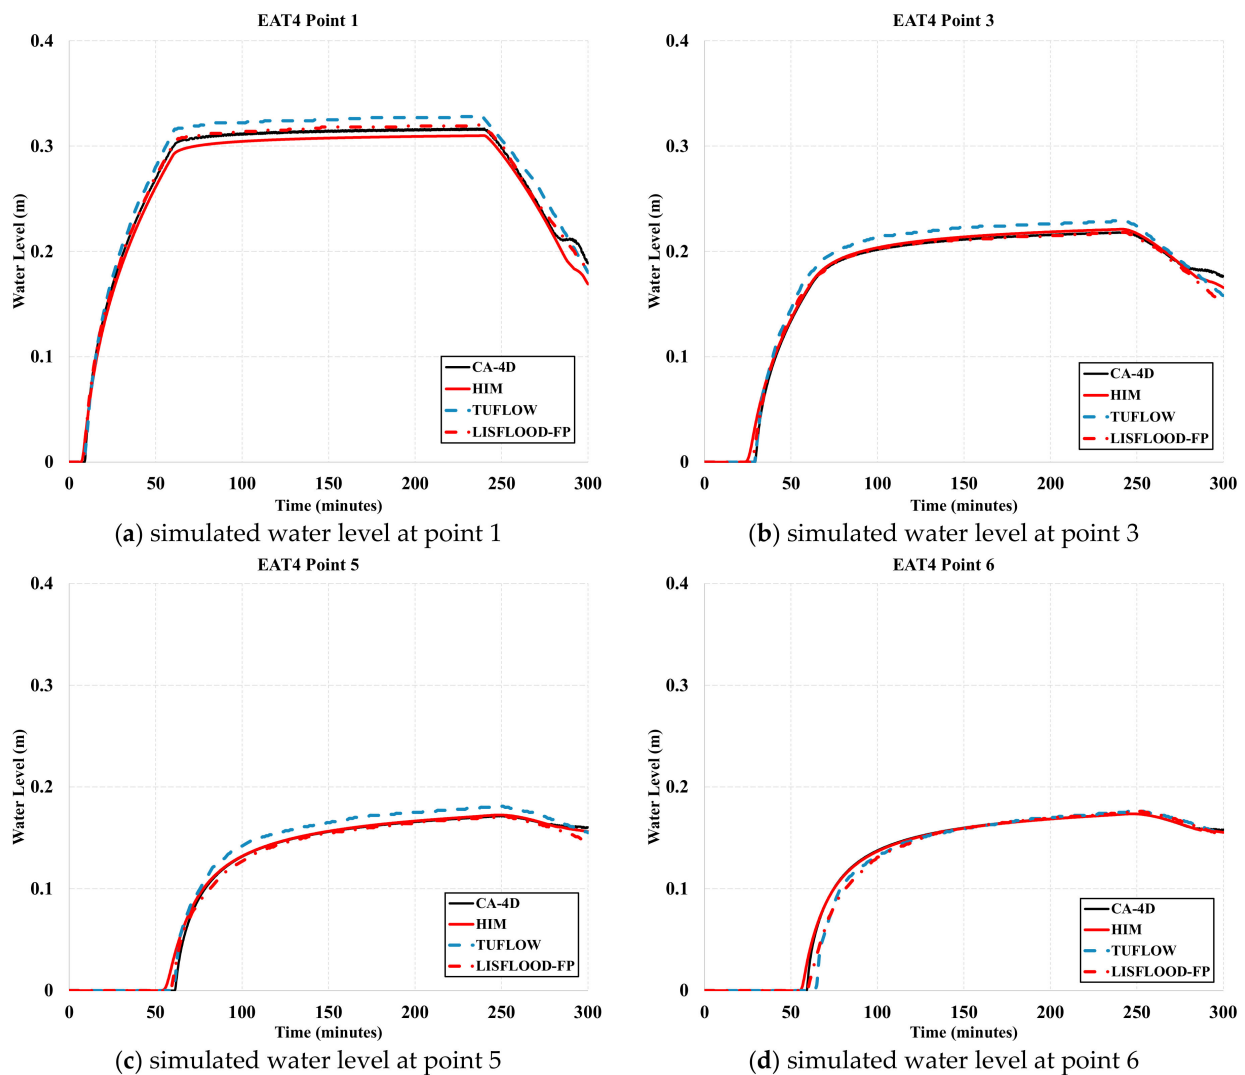 EAT4 Point 1
0.4
0.3
0.2
0.1
0
Water Level (m)
CA-4D
HIM
TUFLOW
LISFLOOD-FP
0 50 100 150 200 250 300
Time (minutes)
(a) simulated water level at point 1
EAT4 Point 3
0.4
0.3
0.2
0.1
0
Water Level (m)
CA-4D
HIM
TUFLOW
LISFLOOD-FP
0 50 100 150 200 250 300
Time (minutes)
(b) simulated water level at point 3
EAT4 Point 5
0.4
0.3
0.2
0.1
0
Water Level (m)
CA-4D
HIM
TUFLOW
LISFLOOD-FP
0 50 100 150 200 250 300
Time (minutes)
(c) simulated water level at point 5
EAT4 Point 6
0.4
0.3
0.2
0.1
0
Water Level (m)
CA-4D
HIM
TUFLOW
LISFLOOD-FP
0 50 100 150 200 250 300
Time (minutes)
(d) simulated water level at point 6